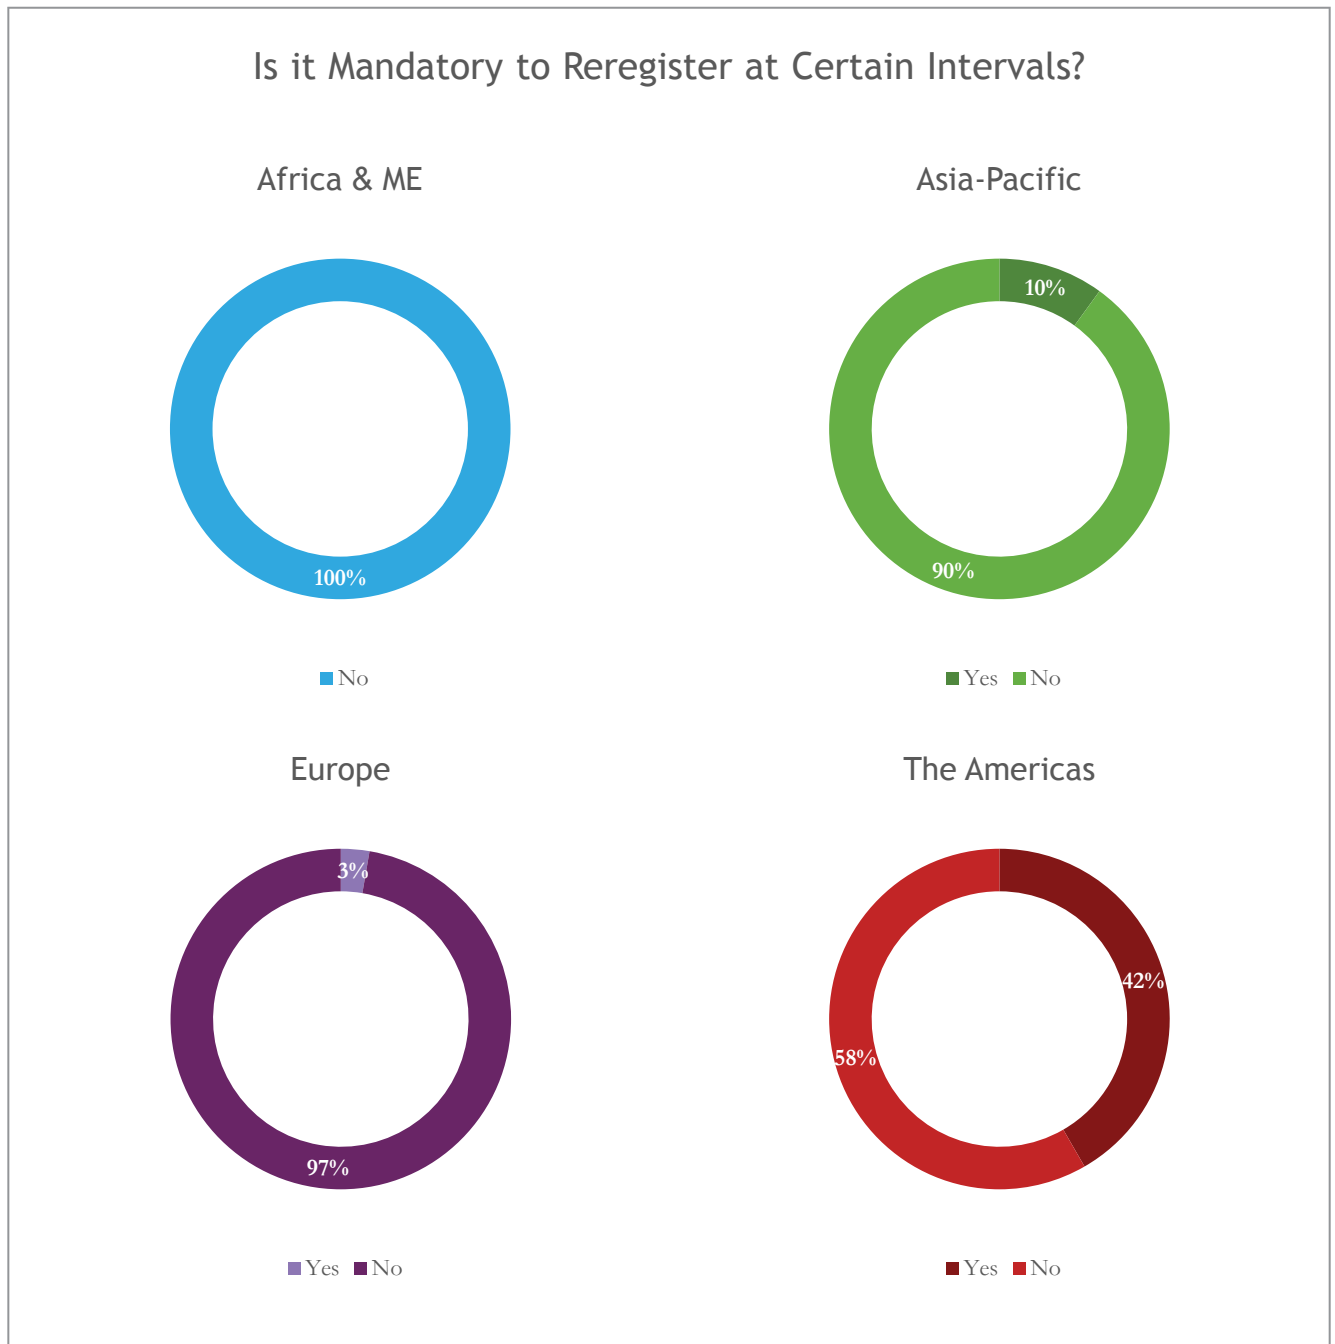 Is it Mandatory to Reregister at Certain Intervals?
Africa & ME
100%
No
Asia-Pacific
10%
90%
Yes No
Europe
3%
97%
Yes No
The Americas
42%
58%
Yes No